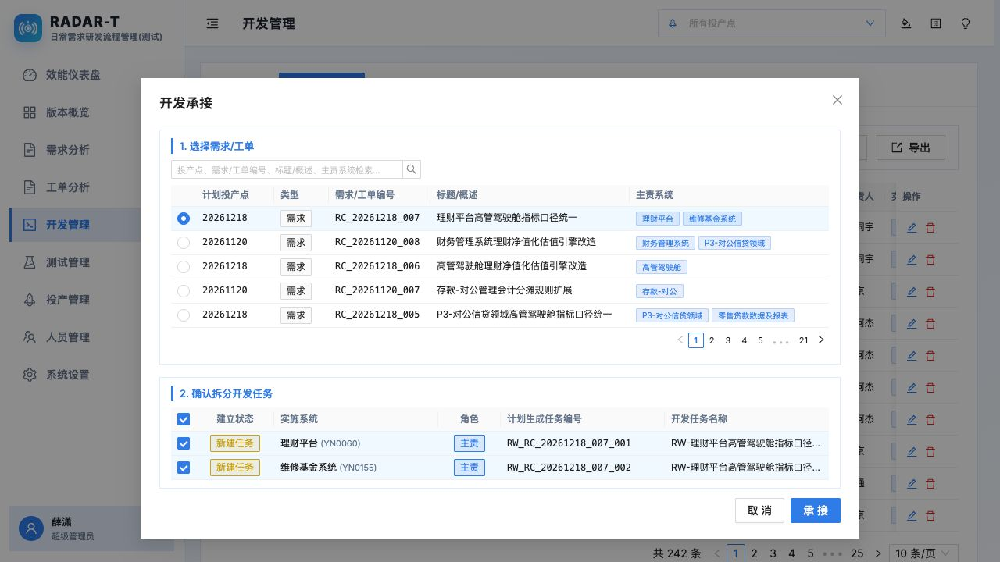 RADAR-T
日常需求研发流程管理(测试)
开发管理
所有投产点
效能仪表盘
版本概览
需求分析
工单分析
开发管理
测试管理
投产管理
人员管理
系统设置
薛潇
超级管理员
导出
操作
开发承接
1. 选择需求/工单
投产点、需求/工单编号、标题/概述、主责系统检索...
计划投产点 类型 需求/工单编号 标题/概述 主责系统
20261218 需求 RC_20261218_007 理财平台高管驾驶舱指标口径统一 理财平台 维修基金系统
20261120 需求 RC_20261120_008 财务管理系统理财净值化估值引擎改造 财务管理系统 P3-对公信贷领域
20261218 需求 RC_20261218_006 高管驾驶舱理财净值化估值引擎改造 高管驾驶舱
20261120 需求 RC_20261120_007 存款-对公管理会计分摊规则扩展 存款-对公
20261218 需求 RC_20261218_005 P3-对公信贷领域高管驾驶舱指标口径统一 P3-对公信贷领域 零售贷款数据及报表
1 2 3 4 5 ••• 21
2. 确认拆分开发任务
建立状态 实施系统 角色 计划生成任务编号 开发任务名称
新建任务 理财平台 (YN0060) 主责 RW_RC_20261218_007_001 RW-理财平台高管驾驶舱指标口径...
新建任务 维修基金系统 (YN0155) 主责 RW_RC_20261218_007_002 RW-理财平台高管驾驶舱指标口径...
取消 承接
共 242 条 1 2 3 4 5 ••• 25 10 条/页